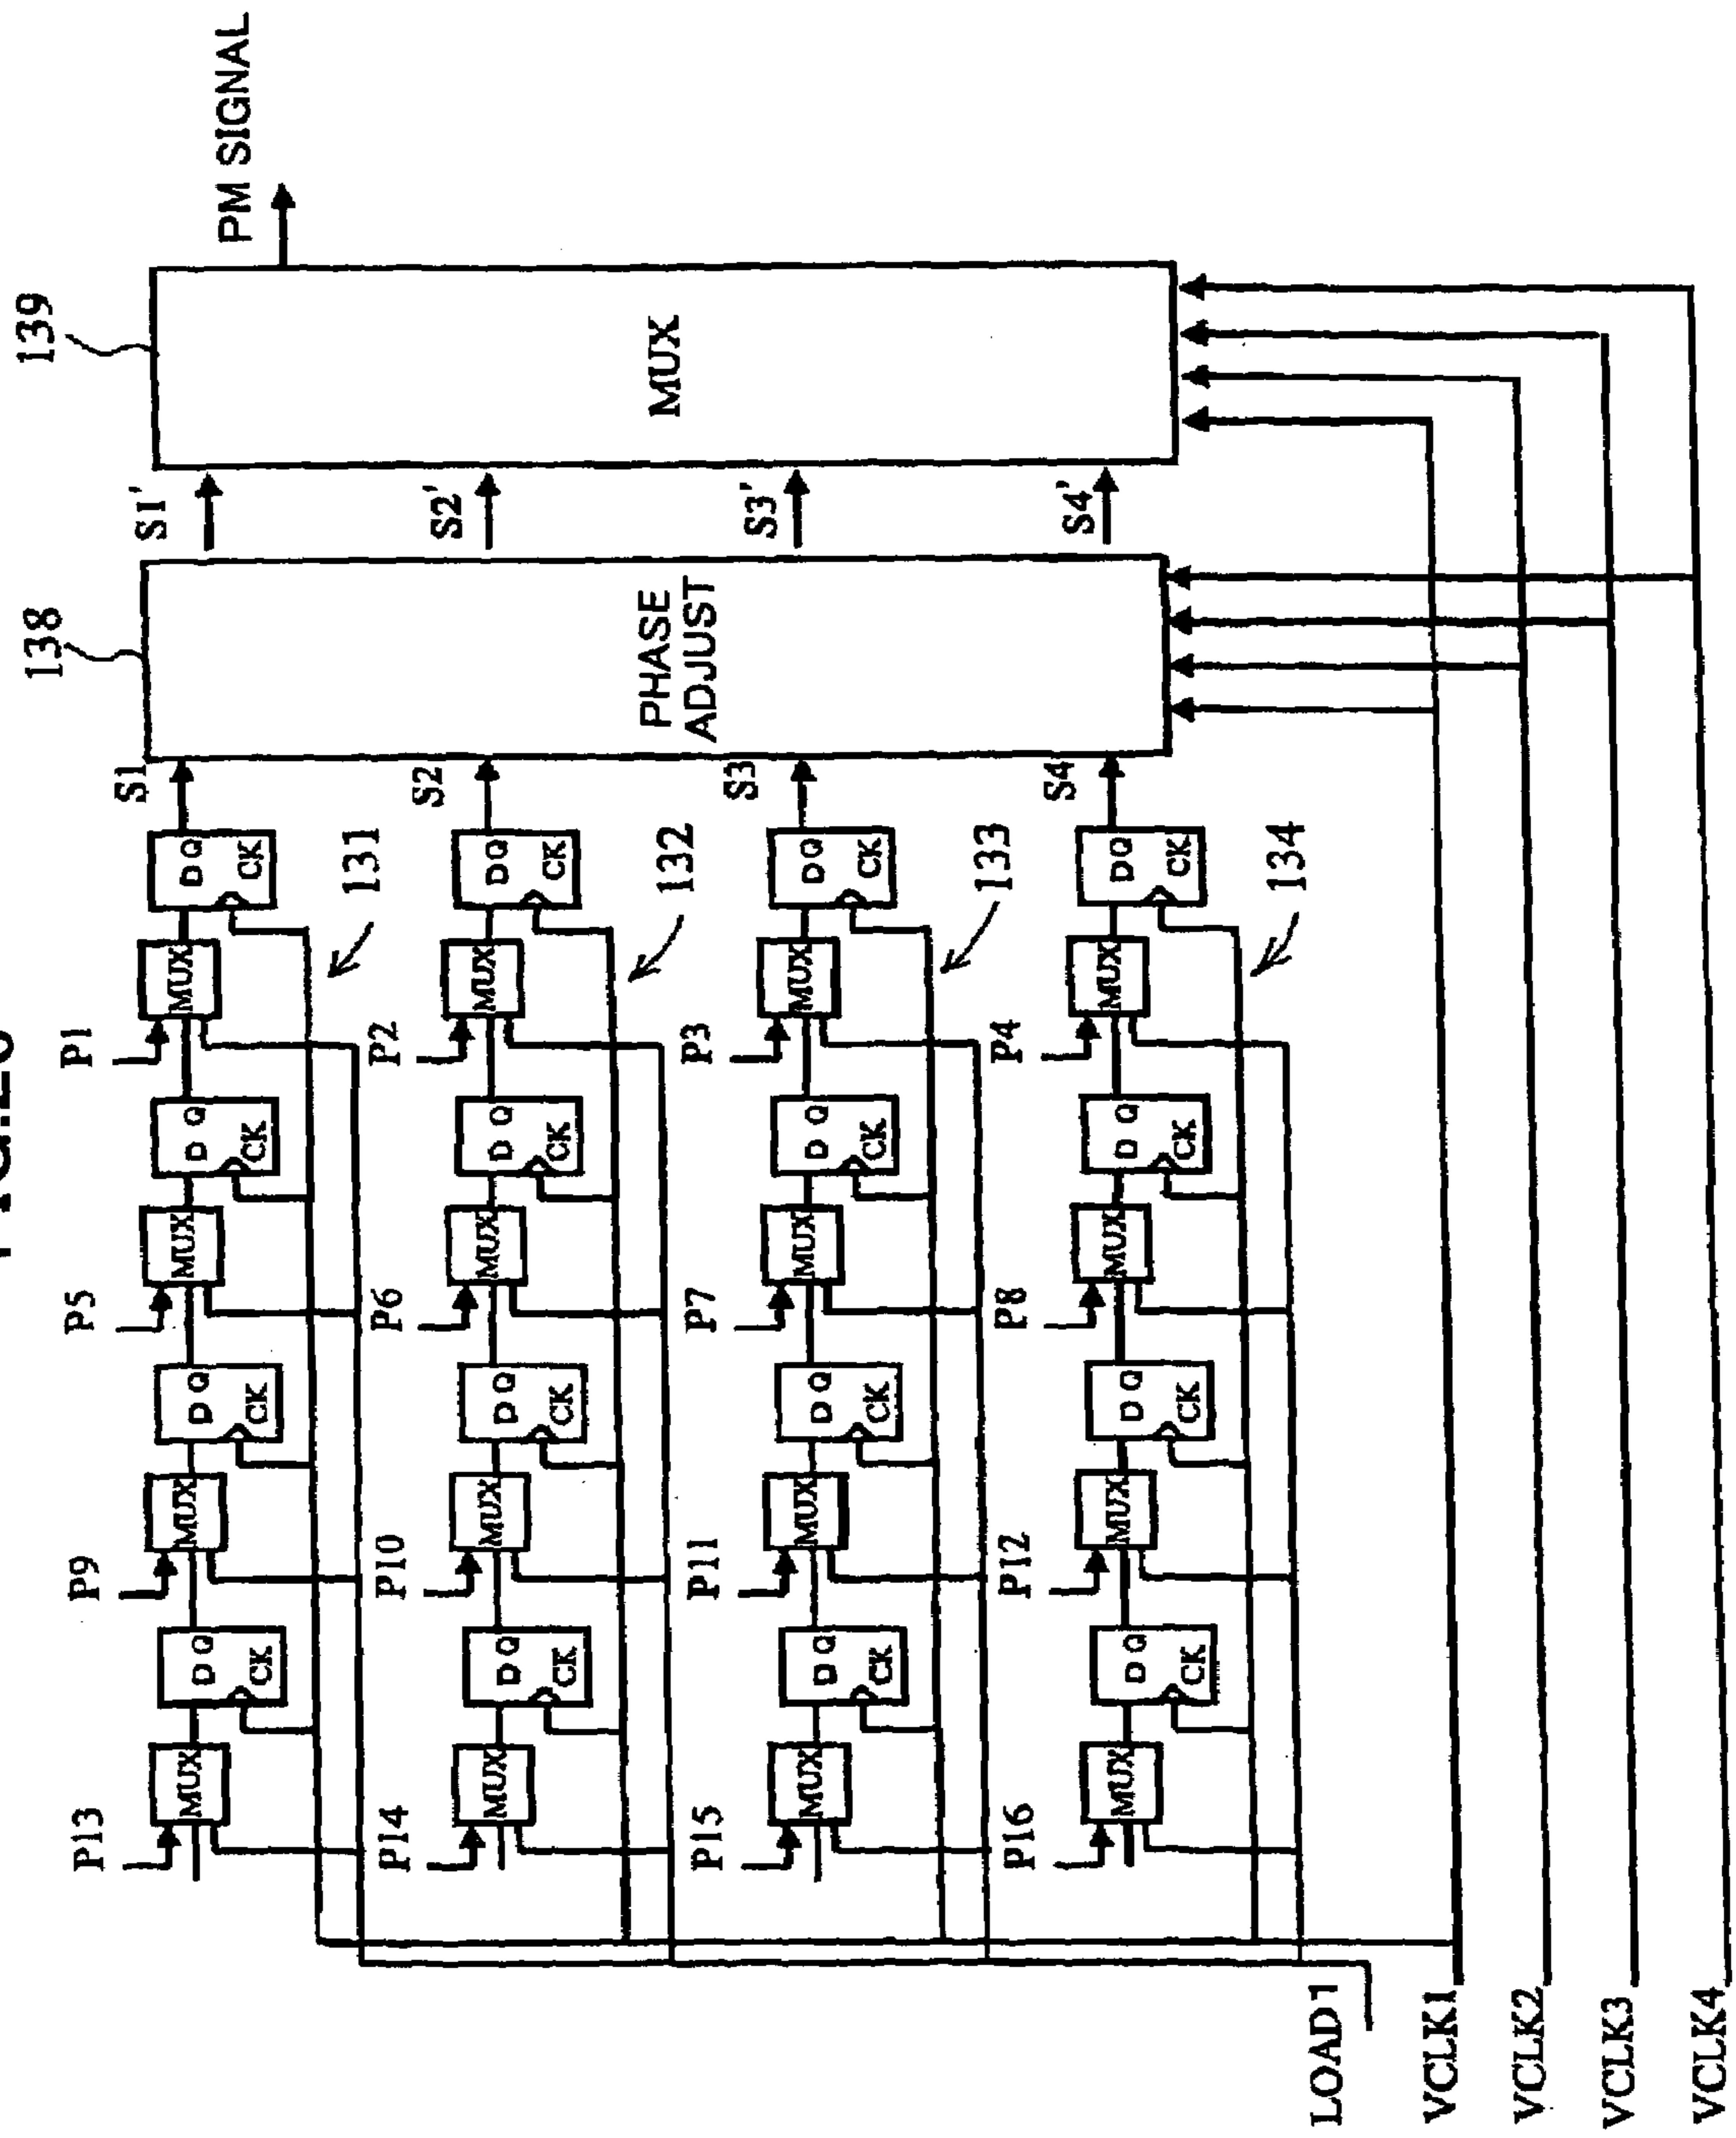 138
139
PM SIGNAL
P13
P9
P5
P1
S1
S1'
MUX
D Q
CK
MUX
D Q
CK
MUX
D Q
CK
MUX
D Q
CK
131
P14
P10
P6
P2
S2
S2'
MUX
D Q
CK
MUX
D Q
CK
MUX
D Q
CK
MUX
D Q
CK
132
PHASE
ADJUST
MUX
P15
P11
P7
P3
S3
S3'
MUX
D Q
CK
MUX
D Q
CK
MUX
D Q
CK
MUX
D Q
CK
133
P16
P12
P8
P4
S4
S4'
MUX
D Q
CK
MUX
D Q
CK
MUX
D Q
CK
MUX
D Q
CK
134
LOAD1
VCLK1
VCLK2
VCLK3
VCLK4